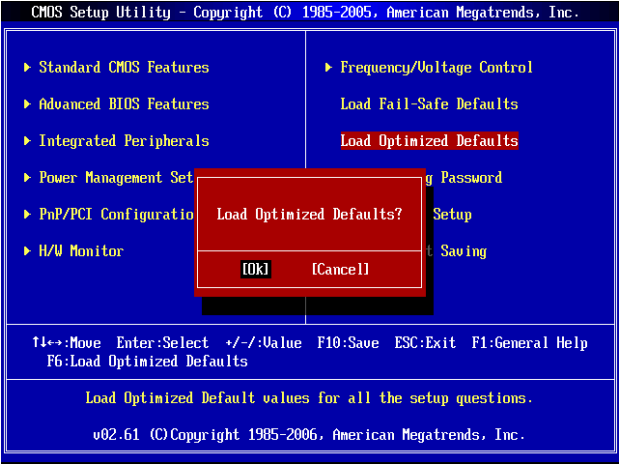 CMOS Setup Utility - Copyright (C) 1985-2005, American Megatrends, Inc.
Standard CMOS Features
Frequency/Voltage Control
Advanced BIOS Features
Load Fail-Safe Defaults
Integrated Peripherals
Load Optimized Defaults
Power Management Set
Password
PnP/PCI Configuratio
Load Optimized Defaults?
Setup
H/W Monitor
Saving
[Ok] [Cancel]
↑↓↔:Move Enter:Select +/-/:Value F10:Save ESC:Exit F1:General Help
F6:Load Optimized Defaults
Load Optimized Default values for all the setup questions.
v02.61 (C)Copyright 1985-2006, American Megatrends, Inc.